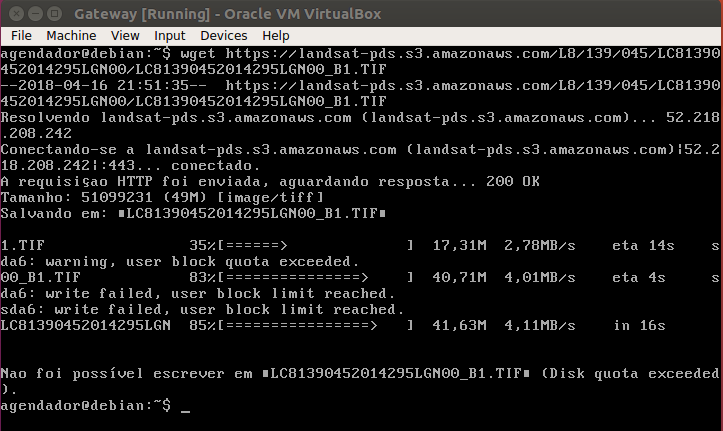 Gateway [Running] - Oracle VM VirtualBox
File Machine View Input Devices Help
agendador@debian:~$ wget https://landsat-pds.s3.amazonaws.com/L8/139/045/LC81390
452014295LGN00/LC81390452014295LGN00_B1.TIF
--2018-04-16 21:51:35-- https://landsat-pds.s3.amazonaws.com/L8/139/045/LC81390
452014295LGN00/LC81390452014295LGN00_B1.TIF
Resolvendo landsat-pds.s3.amazonaws.com (landsat-pds.s3.amazonaws.com)... 52.218
.208.242
Conectando-se a landsat-pds.s3.amazonaws.com (landsat-pds.s3.amazonaws.com)|52.2
18.208.242|:443... conectado.
A requisiçao HTTP foi enviada, aguardando resposta... 200 OK
Tamanho: 51099231 (49M) [image/tiff]
Salvando em: ▪LC81390452014295LGN00_B1.TIF▪
1.TIF 35%[======> ] 17,31M 2,78MB/s eta 14s s
da6: warning, user block quota exceeded.
00_B1.TIF 83%[===============> ] 40,71M 4,01MB/s eta 4s s
da6: write failed, user block limit reached.
sda6: write failed, user block limit reached.
LC81390452014295LGN 85%[================> ] 41,63M 4,11MB/s in 16s
Nao foi possível escrever em ▪LC81390452014295LGN00_B1.TIF▪ (Disk quota exceeded
).
agendador@debian:~$ _